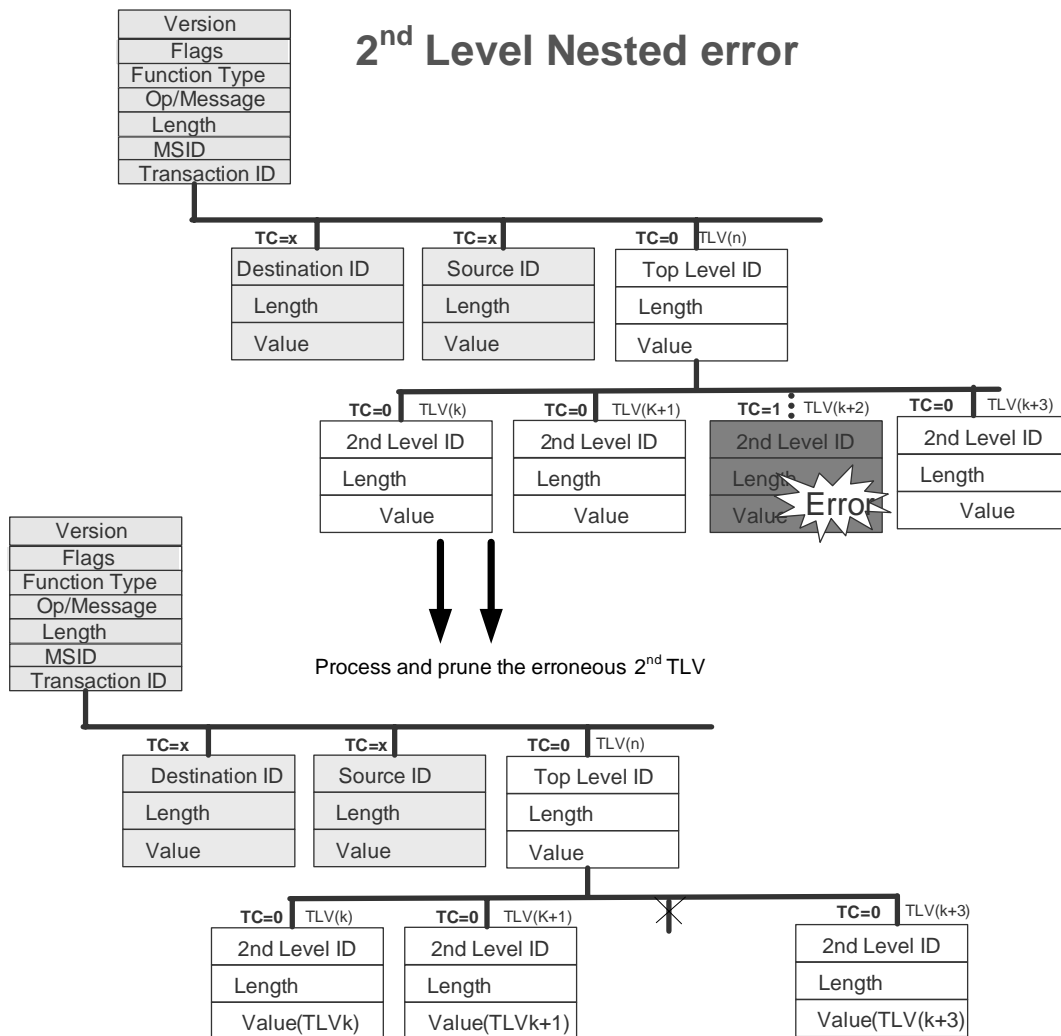 2nd Level Nested error
Version
Flags
Function Type
Op/Message
Length
MSID
Transaction ID
TC=x
TC=x
TC=0 TLV(n)
Destination ID
Length
Value
Source ID
Length
Value
Top Level ID
Length
Value
TC=0 TLV(k)
TC=0 TLV(K+1)
TC=1 TLV(k+2)
TC=0 TLV(k+3)
2nd Level ID
Length
Value
2nd Level ID
Length
Value
2nd Level ID
Length
Value
Error
2nd Level ID
Length
Value
Process and prune the erroneous 2nd TLV
Version
Flags
Function Type
Op/Message
Length
MSID
Transaction ID
TC=x
TC=x
TC=0 TLV(n)
Destination ID
Length
Value
Source ID
Length
Value
Top Level ID
Length
Value
TC=0 TLV(k)
TC=0 TLV(K+1)
TC=0 TLV(k+3)
2nd Level ID
Length
Value(TLVk)
2nd Level ID
Length
Value(TLVk+1)
2nd Level ID
Length
Value(TLV(k+3)